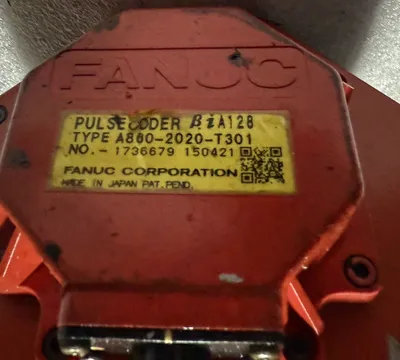 FANUC
PULSECODER βiA128
TYPE A860-2020-T301
NO.-1736679 150421
FANUC CORPORATION
MADE IN JAPAN PAT. PEND.